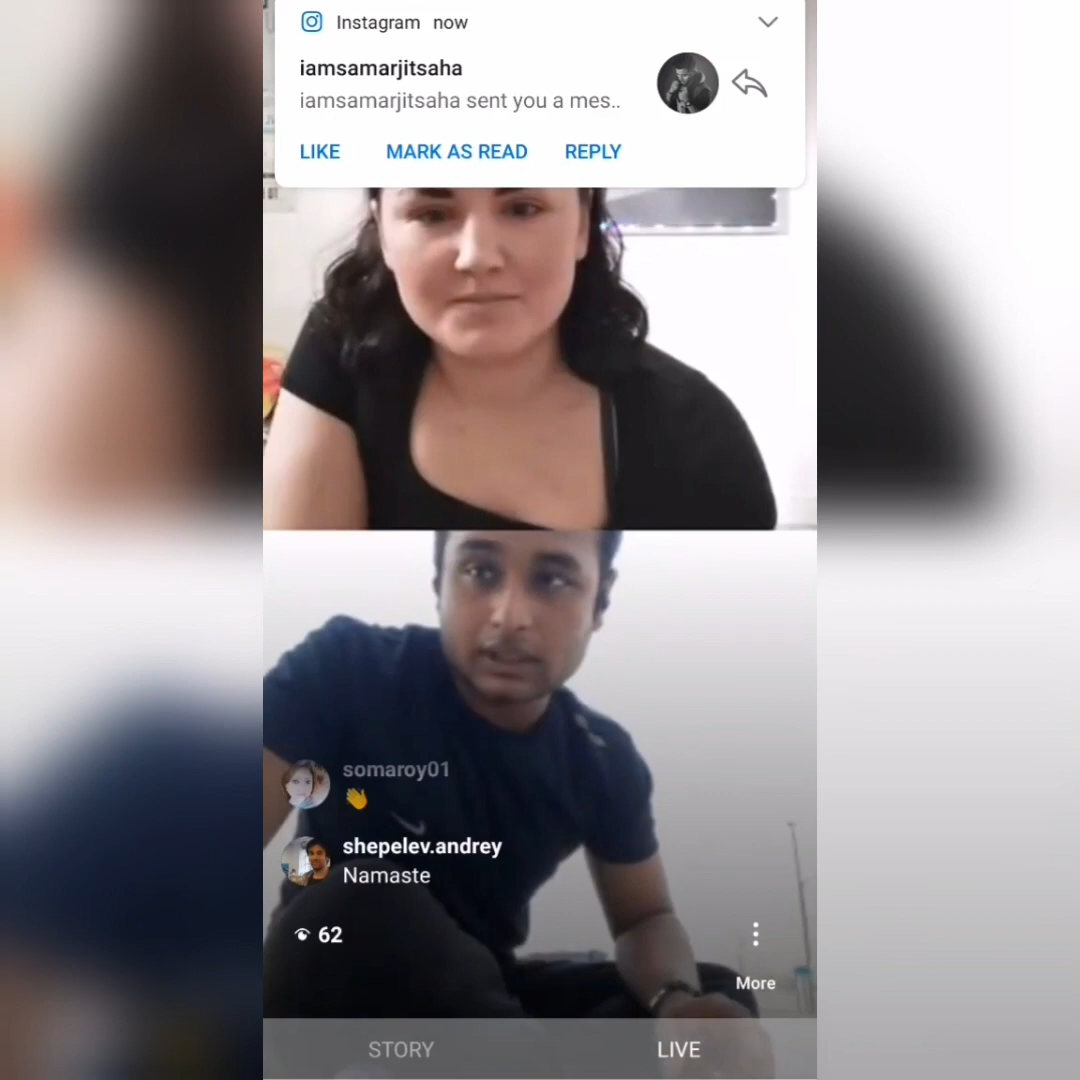 Instagram now
iamsamarjitsaha
iamsamarjitsaha sent you a mes..
LIKE MARK AS READ REPLY
somaroy01
👋
shepelev.andrey
Namaste
62
More
STORY LIVE